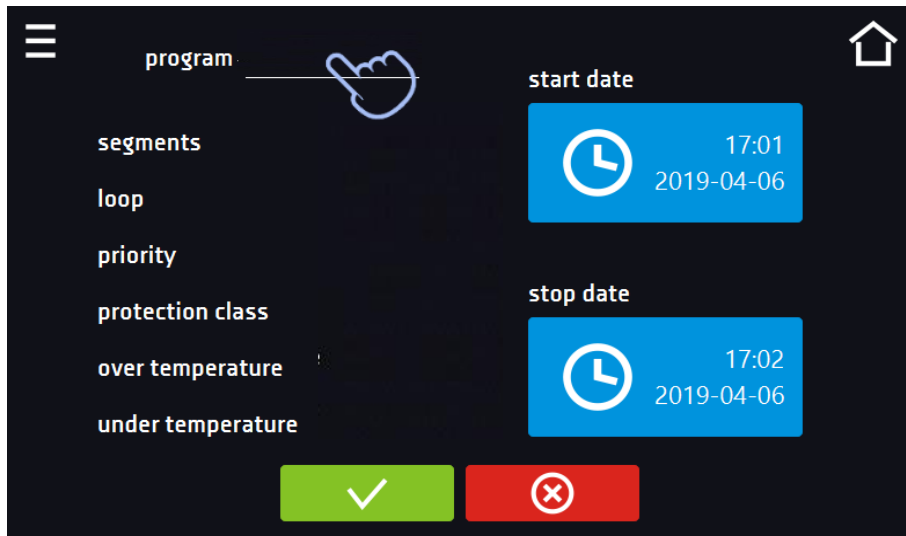 program
segments
loop
priority
protection class
over temperature
under temperature
start date
17:01
2019-04-06
stop date
17:02
2019-04-06